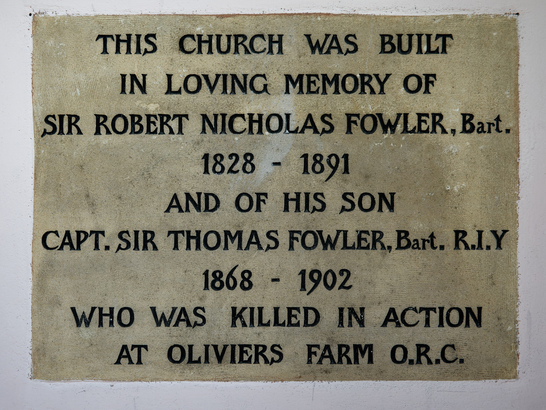 THIS CHURCH WAS BUILT
IN LOVING MEMORY OF
SIR ROBERT NICHOLAS FOWLER, Bart.
1828 - 1891
AND OF HIS SON
CAPT. SIR THOMAS FOWLER, Bart. R.I.Y
1868 - 1902
WHO WAS KILLED IN ACTION
AT OLIVIERS FARM O.R.C.